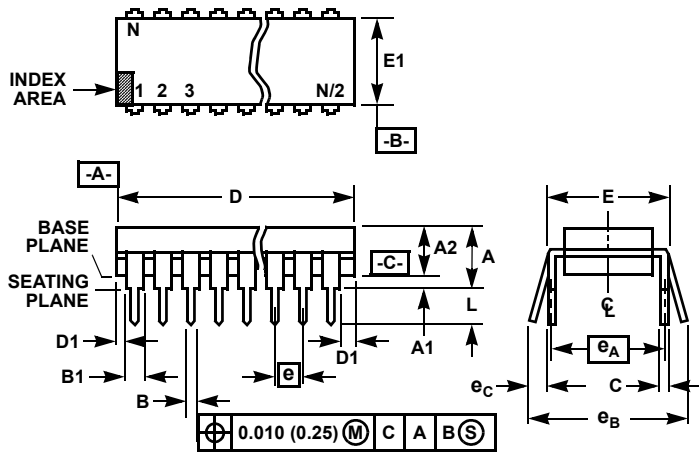 N
E1
INDEX
AREA
1 2 3 N/2
-B-
-A-
D E
BASE
PLANE
A2 A
-C-
SEATING
PLANE
L ℄
D1 A1 D1
eA
B1 e eC C
B eB
0.010 (0.25) Ⓜ C A B Ⓢ